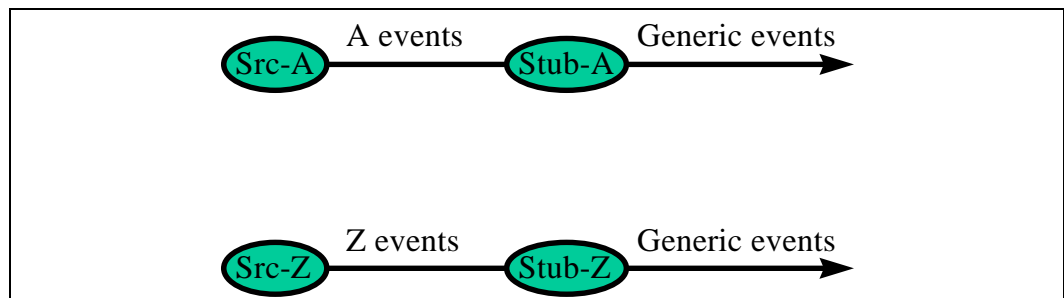 A events
Generic events
Src-A
Stub-A
Z events
Generic events
Src-Z
Stub-Z